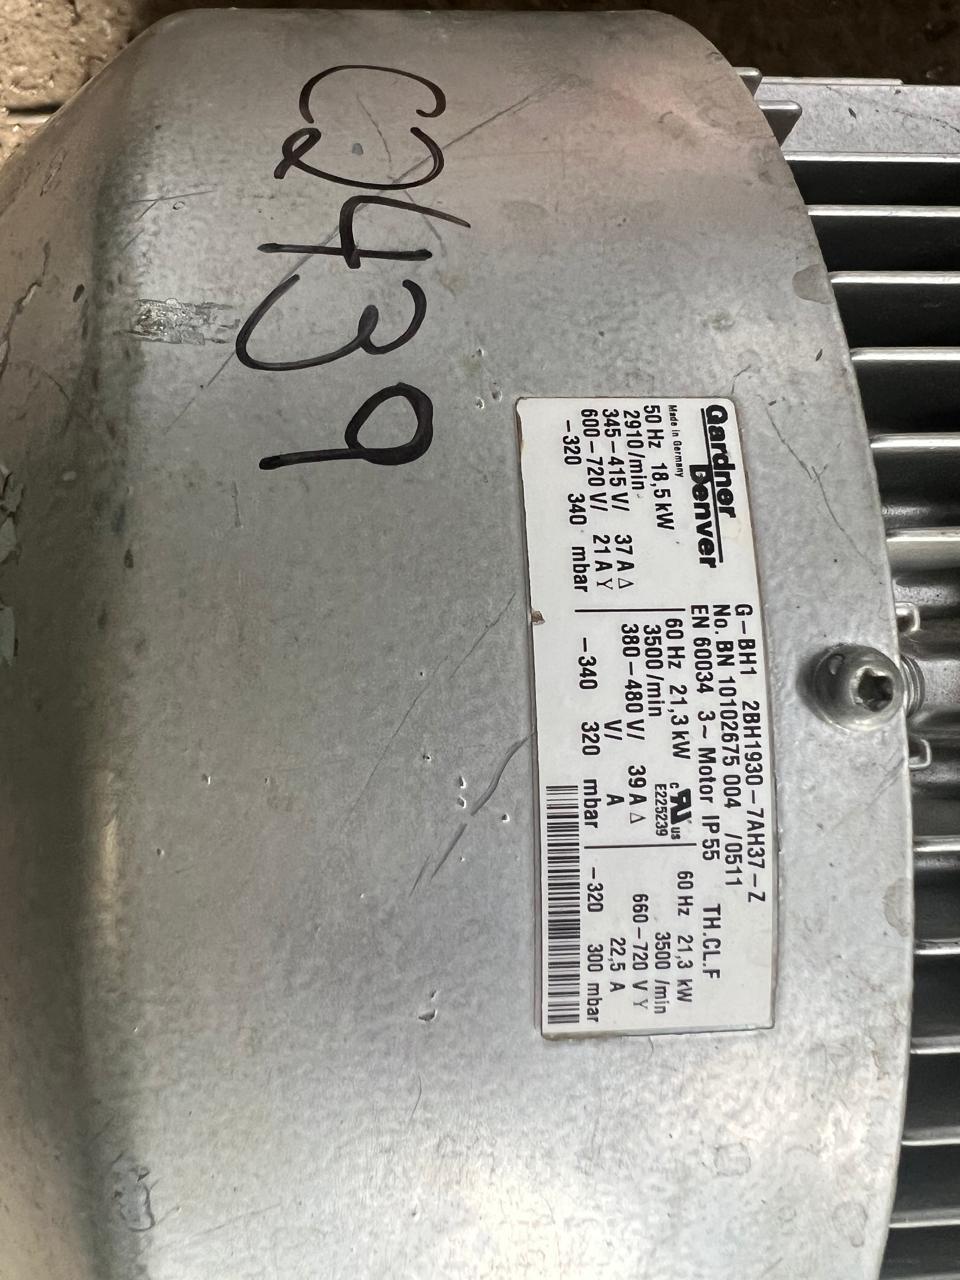 C2439
Gardner
Denver
G-BH1 2BH1930-7AH37-Z
No. BN 10102675 004 /0511
EN 60034 3~ Motor IP 55 TH.CL.F
Made in Germany
50 Hz 18,5 kW
2910/min
345-415 V/ 37 A Δ
600-720 V/ 21 A Y
-320 340 mbar
60 Hz 21,3 kW
3500/min
380-480 V/ 39 A Δ
V/ A
-340 320 mbar
c RU us
E225239
60 Hz 21,3 kW
3500 /min
660-720 V Y
22,5 A
-320 300 mbar